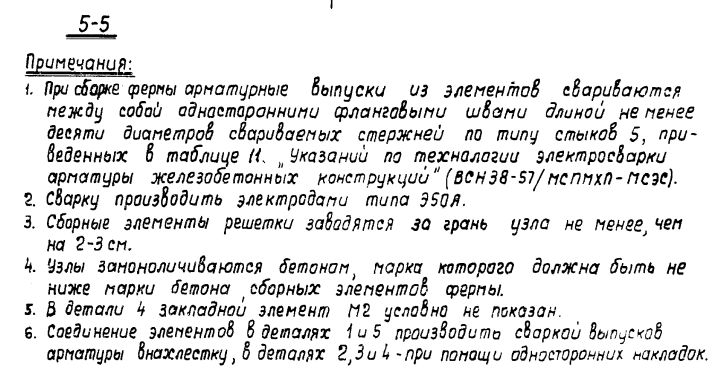 5-5
Примечания:
1. При сборке фермы арматурные выпуски из элементов свариваются
между собой односторонними фланговыми швами длиной не менее
десяти диаметров свариваемых стержней по типу стыков 5, при-
веденных в таблице 11. „Указаний по технологии электросварки
арматуры железобетонных конструкций" (ВСН38-57/мспмхп-мсэс).
2. Сварку производить электродами типа Э50А.
3. Сборные элементы решетки заводятся за грань узла не менее, чем
на 2-3 см.
4. Узлы замоноличиваются бетоном, марка которого должна быть не
ниже марки бетона сборных элементов фермы.
5. В детали 4 закладной элемент М2 условно не показан.
6. Соединение элементов в деталях 1 и 5 производить сваркой выпусков
арматуры внахлестку, в деталях 2, 3 и 4 - при помощи односторонних накладок.